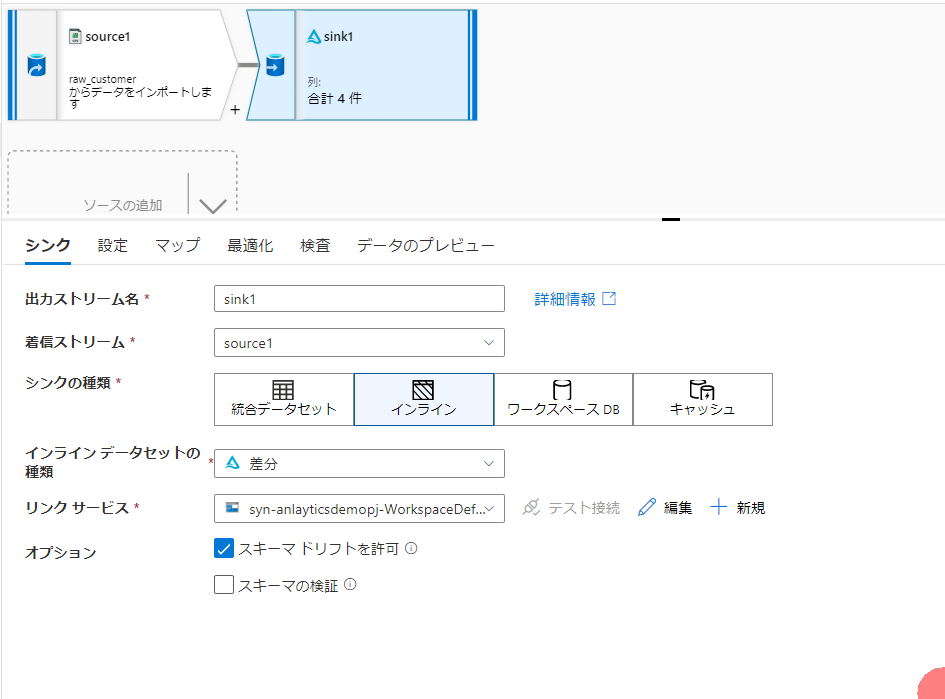 source1
raw_customer
からデータをインポートしま
す
+
sink1
列:
合計 4 件
ソースの追加
シンク 設定 マップ 最適化 検査 データのプレビュー
出力ストリーム名 * sink1 詳細情報
着信ストリーム * source1
シンクの種類 *
統合データセット インライン ワークスペース DB キャッシュ
インライン データセットの
種類 * 差分
リンク サービス * syn-anlayticsdemopj-WorkspaceDef... テスト接続 編集 新規
オプション スキーマ ドリフトを許可
スキーマの検証